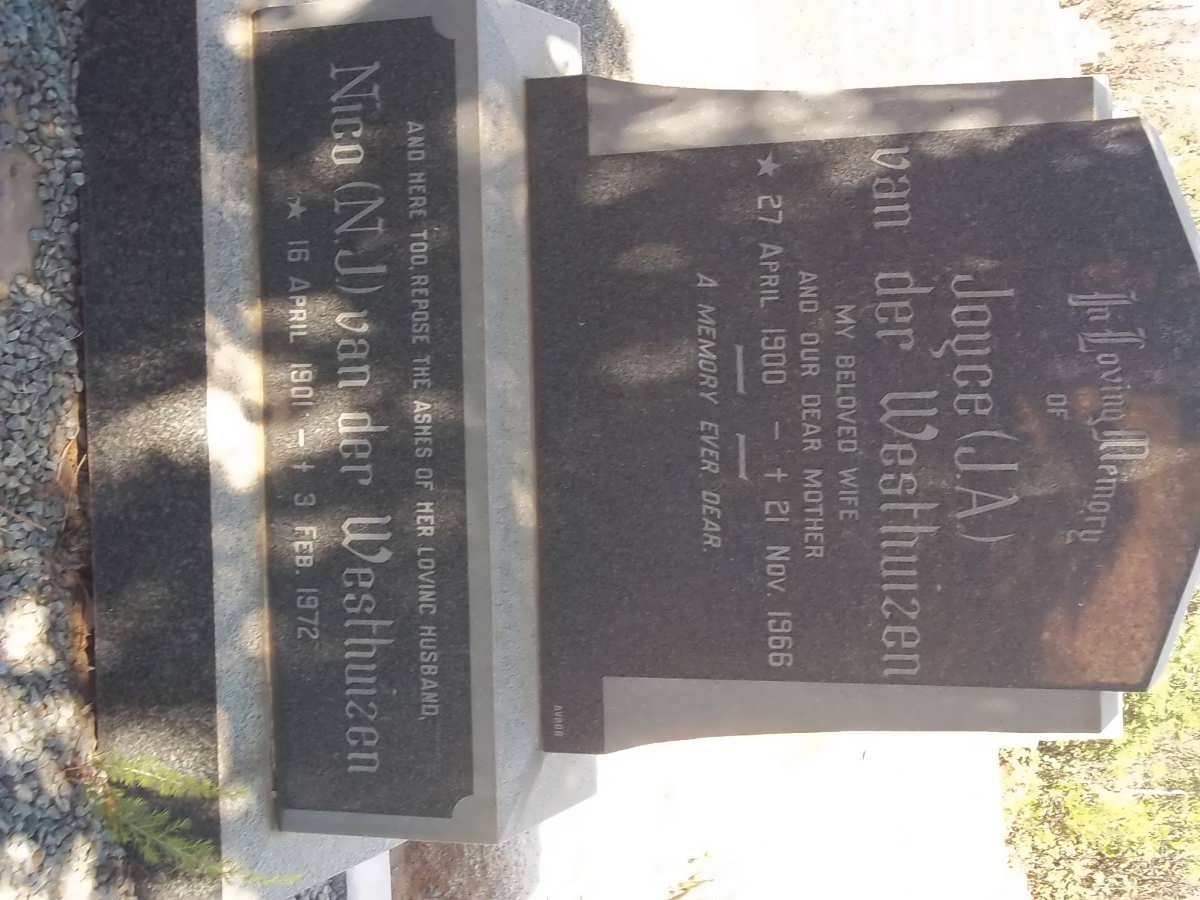 In Loving Memory
OF
Joyce (J.A.)
van der Westhuizen
MY BELOVED WIFE
AND OUR DEAR MOTHER
★ 27 APRIL 1900 – † 21 NOV. 1966
A MEMORY EVER DEAR.
AND HERE TOO, REPOSE THE ASHES OF HER LOVING HUSBAND,
Nico (N.J.) van der Westhuizen
★ 16 APRIL 1901 – † 3 FEB. 1972